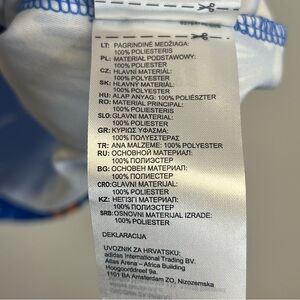 LT: PAGRINDINĖ MEDŽIAGA:
100% POLIESTERIS
PL: MATERIAŁ PODSTAWOWY:
100% POLIESTER
CZ: HLAVNÍ MATERIÁL:
100% POLYESTER
SK: HLAVNÝ MATERIÁL:
100% POLYESTER
HU: ALAP ANYAG: 100% POLIÉSZTER
RO: MATERIAL PRINCIPAL:
100% POLIESTER
SLO: GLAVNI MATERIAL:
100% POLIESTER
GR: ΚΥΡΙΩΣ ΥΦΑΣΜΑ:
100% ΠΟΛΥΕΣΤΕΡΑΣ
TR: ANA MALZEME: 100% POLYESTER
RU: ОСНОВНОЙ МАТЕРИАЛ:
100% ПОЛИЭСТЕР
BG: ОСНОВЕН МАТЕРИАЛ:
100% ПОЛИЕСТЕР
CRO: GLAVNI MATERIJAL:
100% POLIESTER
KZ: НЕГІЗГІ МАТЕРИАЛ:
100% ПОЛИЭСТЕР
SRB: OSNOVNI MATERIJAL IZRADE:
100% POLIESTER
DEKLARACIJA
UVOZNIK ZA HRVATSKU:
adidas International Trading BV.
Atlas Arena - Africa Building
Hoogoorddreef 9a.
1101 BA Amsterdam ZO, Nizozemska